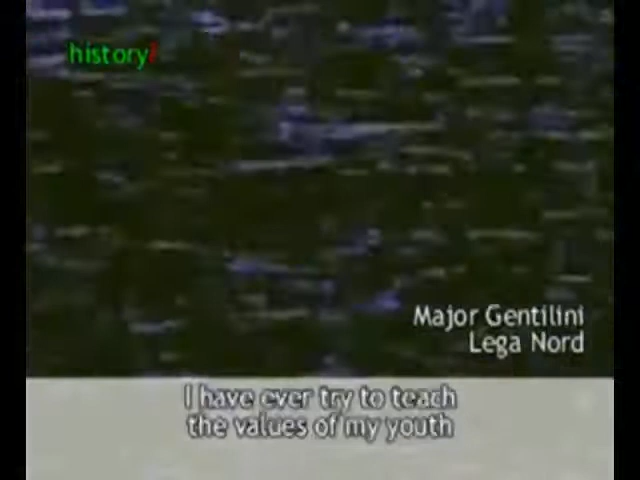 history!
Major Gentilini
Lega Nord
I have ever try to teach
the values of my youth